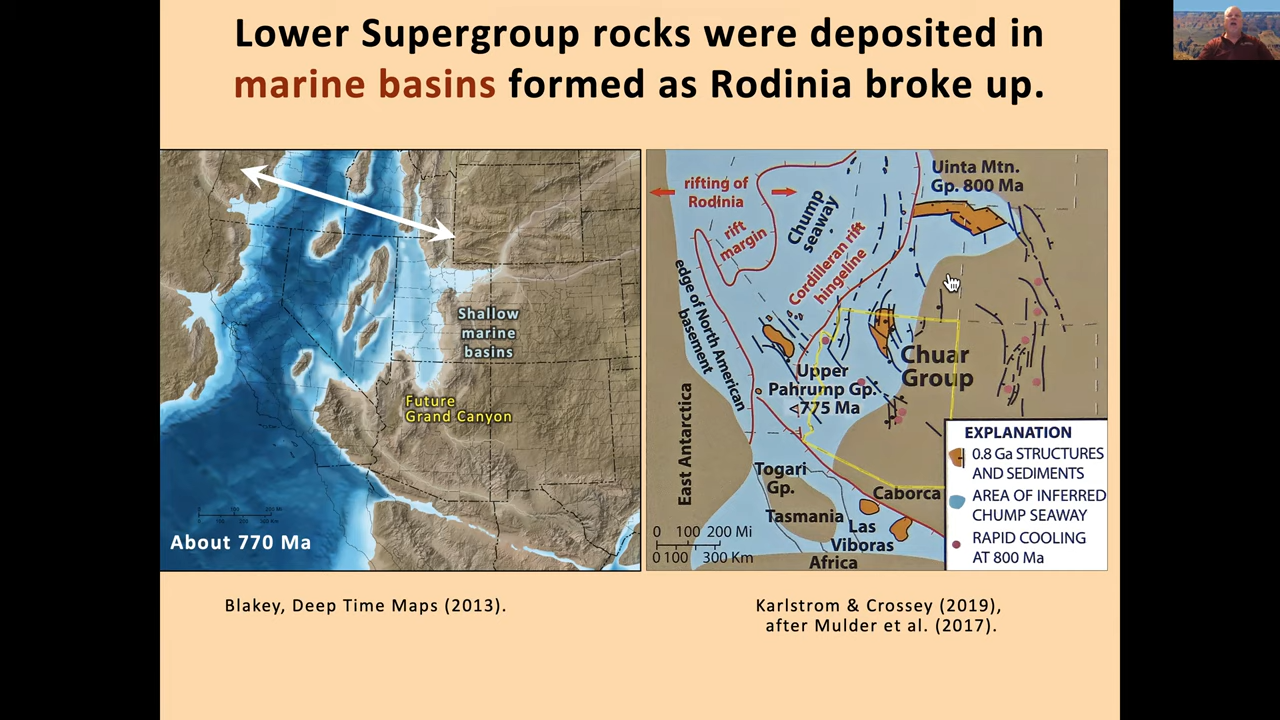 Lower Supergroup rocks were deposited in
marine basins formed as Rodinia broke up.
Shallow
marine
basins
Future
Grand Canyon
About 770 Ma
Blakey, Deep Time Maps (2013).
rifting of
Rodinia
rift
margin
Chump
seaway
Cordilleran rift
hingeline
Uinta Mtn.
Gp. 800 Ma
edge of North American
basement
Upper
Pahrump Gp.
<775 Ma
Chuar
Group
East Antarctica
Togari
Gp.
Tasmania
Las
Viboras
Africa
Caborca
0 100 200 Mi
0 100 300 Km
EXPLANATION
0.8 Ga STRUCTURES
AND SEDIMENTS
AREA OF INFERRED
CHUMP SEAWAY
RAPID COOLING
AT 800 Ma
Karlstrom & Crossey (2019),
after Mulder et al. (2017).